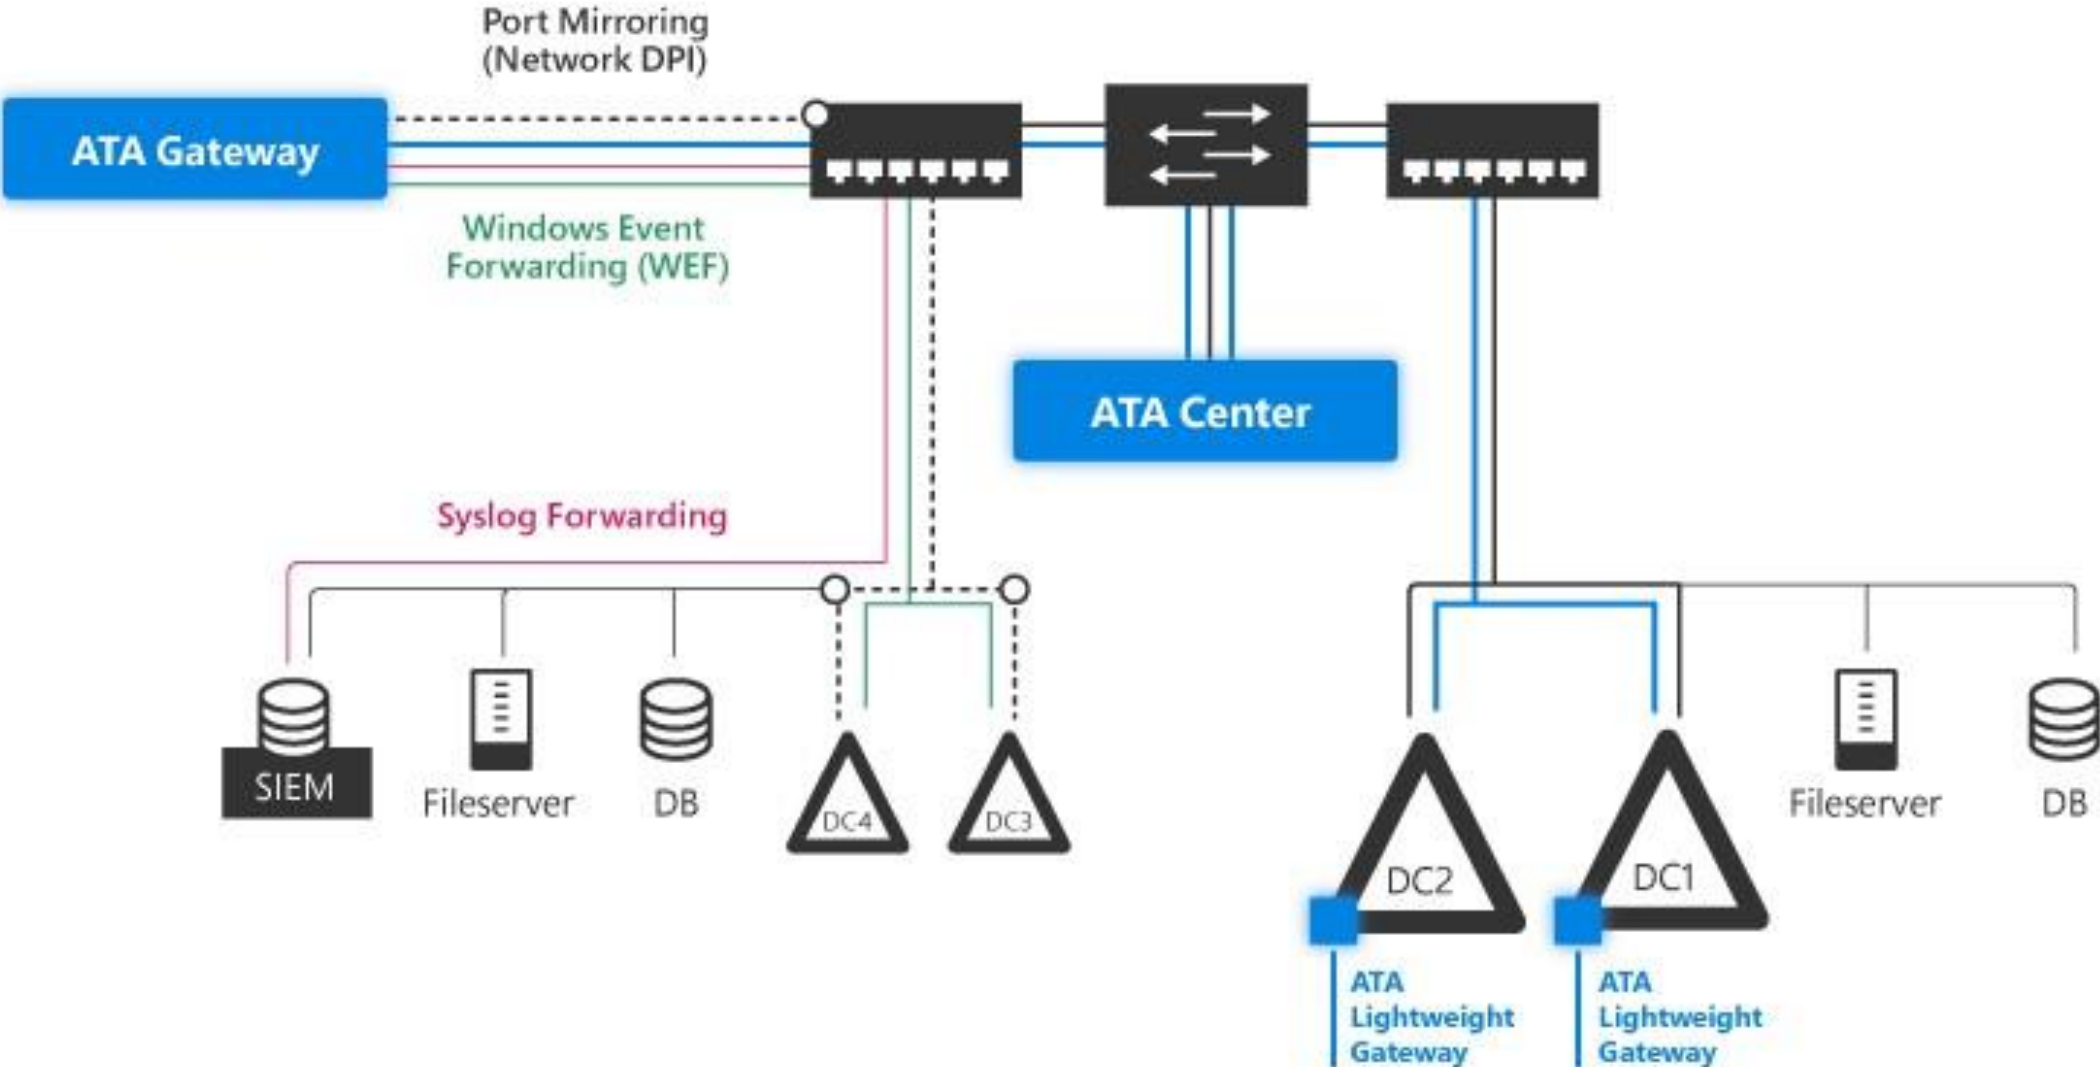 Port Mirroring
(Network DPI)
ATA Gateway
Windows Event
Forwarding (WEF)
ATA Center
Syslog Forwarding
SIEM
Fileserver
DB
DC4
DC3
DC2
DC1
Fileserver
DB
ATA
Lightweight
Gateway
ATA
Lightweight
Gateway